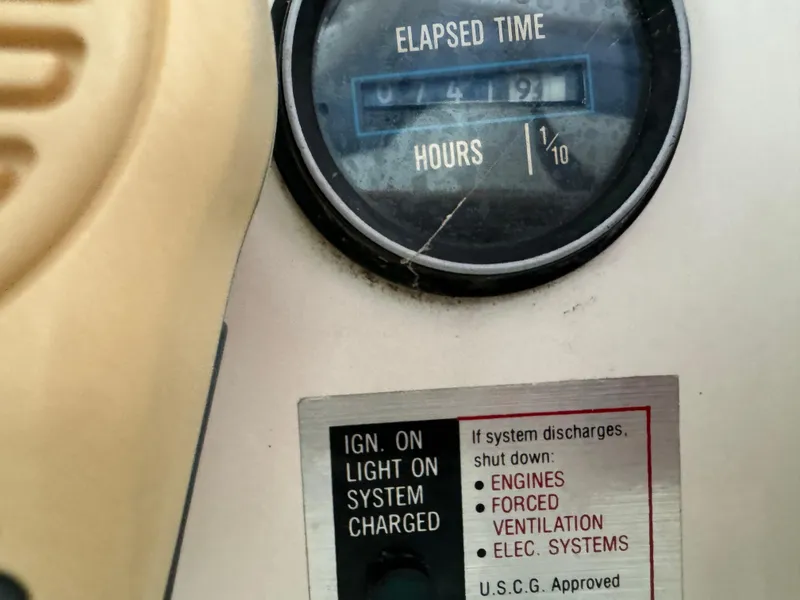 ELAPSED TIME
HOURS 1/10
IGN. ON
LIGHT ON
SYSTEM
CHARGED
If system discharges,
shut down:
• ENGINES
• FORCED
VENTILATION
• ELEC. SYSTEMS
U.S.C.G. Approved